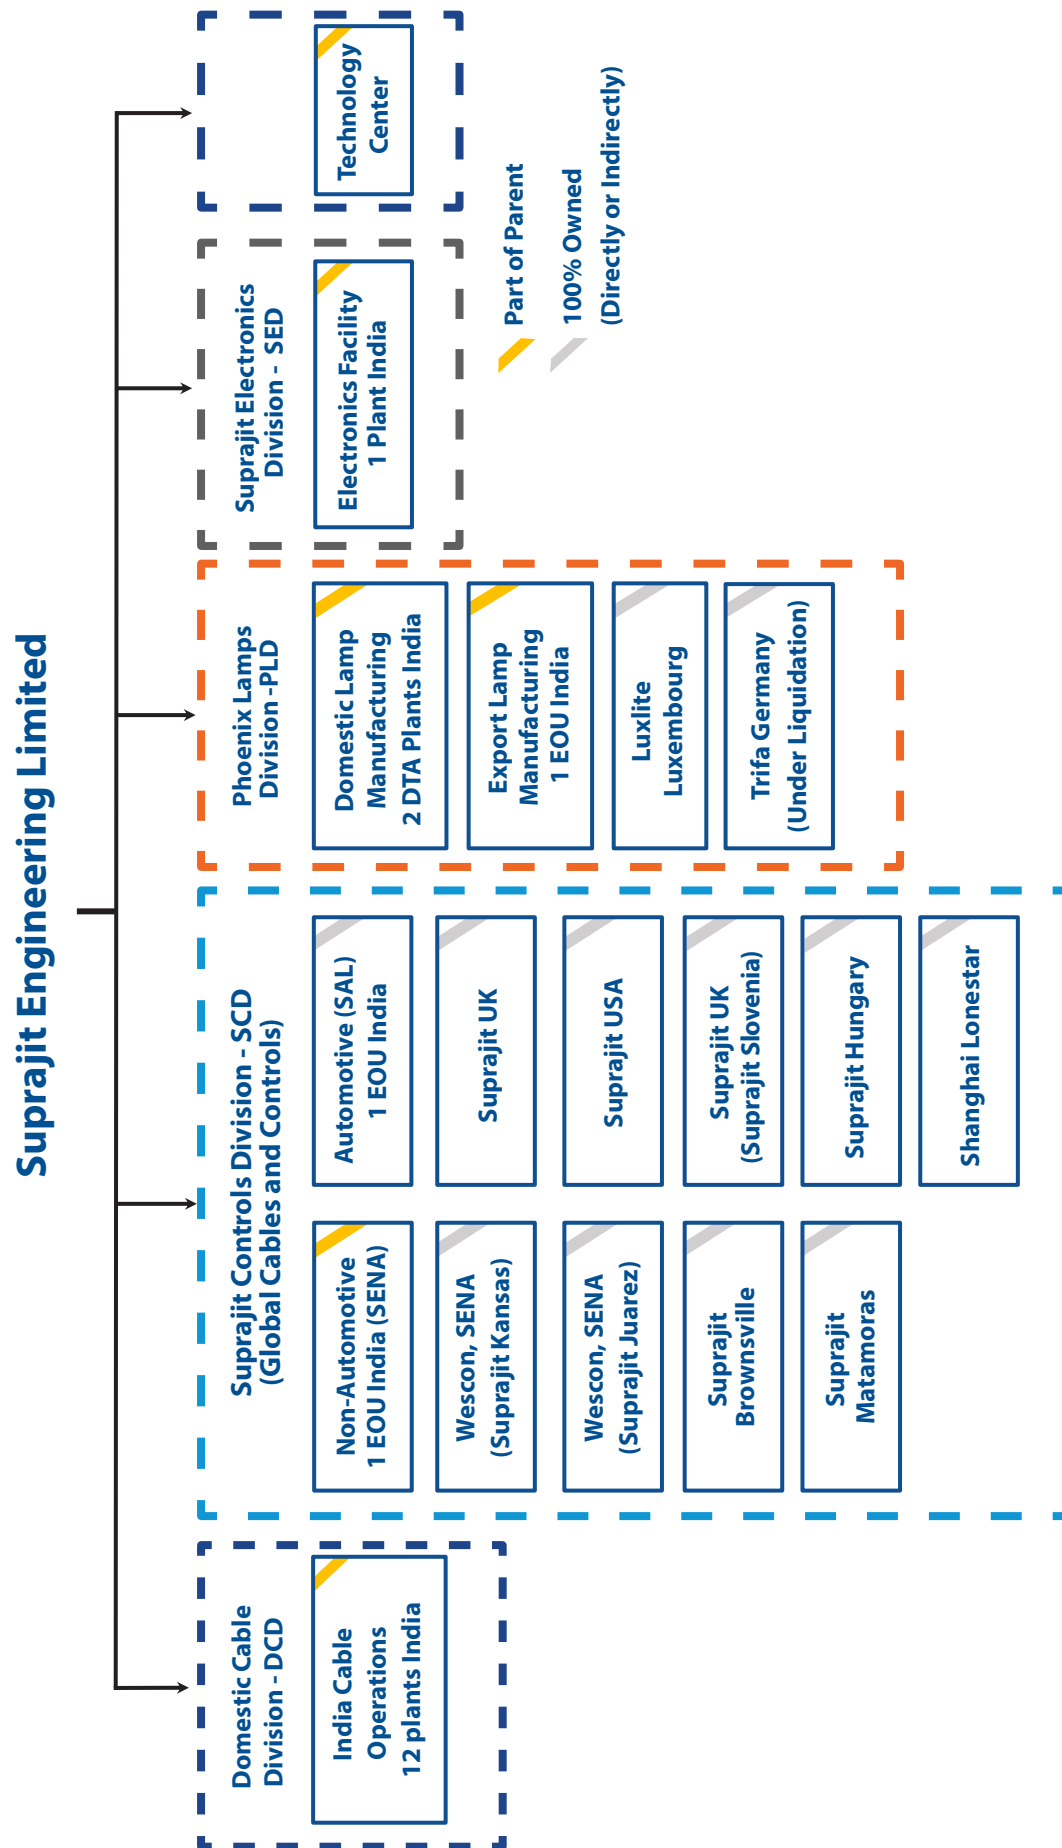 Suprajit Engineering Limited
Domestic Cable
Division - DCD
India Cable
Operations
12 plants India
Suprajit Controls Division - SCD
(Global Cables and Controls)
Non-Automotive
1 EOU India (SENA)
Wescon, SENA
(Suprajit Kansas)
Wescon, SENA
(Suprajit Juarez)
Suprajit
Brownsville
Suprajit
Matamoras
Automotive (SAL)
1 EOU India
Suprajit UK
Suprajit USA
Suprajit UK
(Suprajit Slovenia)
Suprajit Hungary
Shanghai Lonestar
Phoenix Lamps
Division -PLD
Domestic Lamp
Manufacturing
2 DTA Plants India
Export Lamp
Manufacturing
1 EOU India
Luxlite
Luxembourg
Trifa Germany
(Under Liquidation)
Suprajit Electronics
Division - SED
Electronics Facility
1 Plant India
Technology
Center
Part of Parent
100% Owned
(Directly or Indirectly)